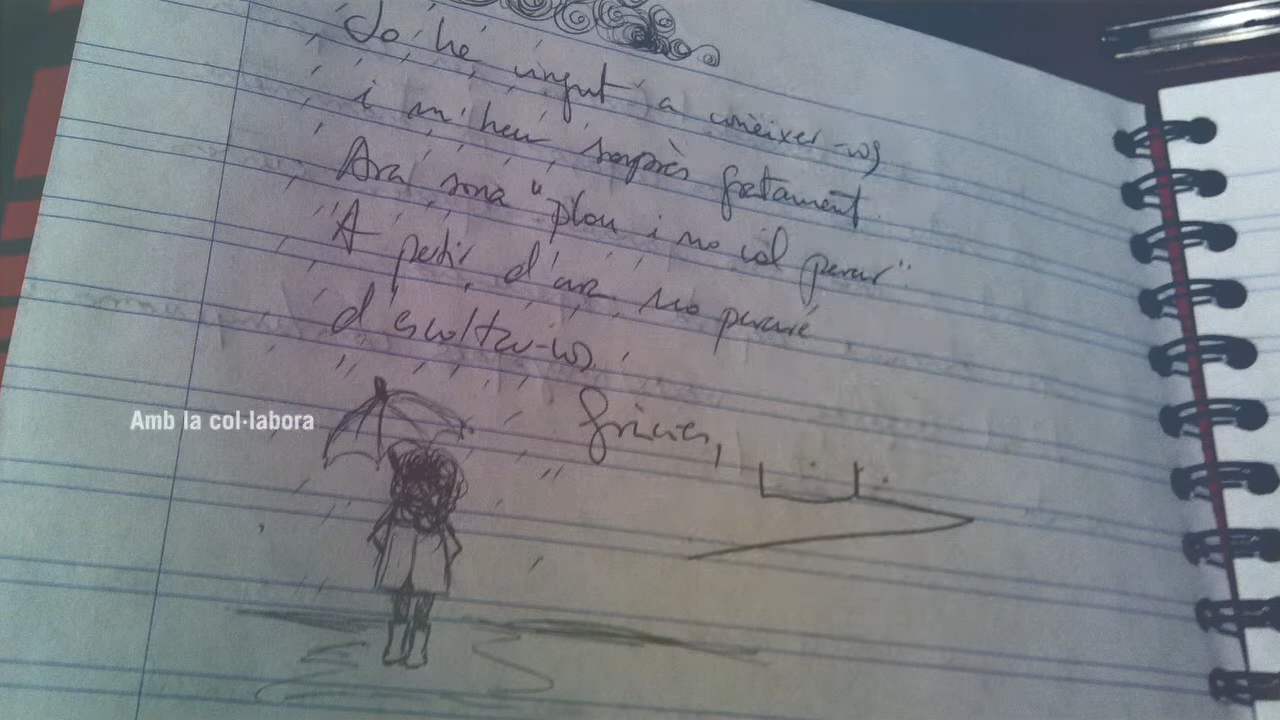 Jo he vingut a conèixer-vos
i m'heu sorprès gratament.
Ara sona "plou i no vol parar"
A partir d'ara no pararé
d'escoltar-vos.
Gràcies,
Amb la col·labora